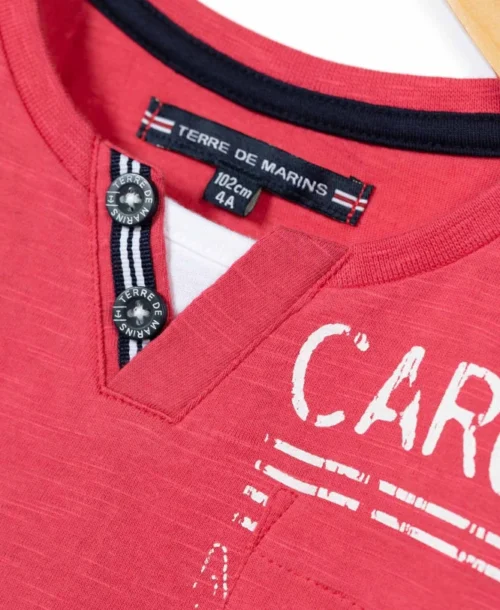 TERRE DE MARINS
102cm
4A
TERRE DE MARINS
TERRE DE MARINS
CAR